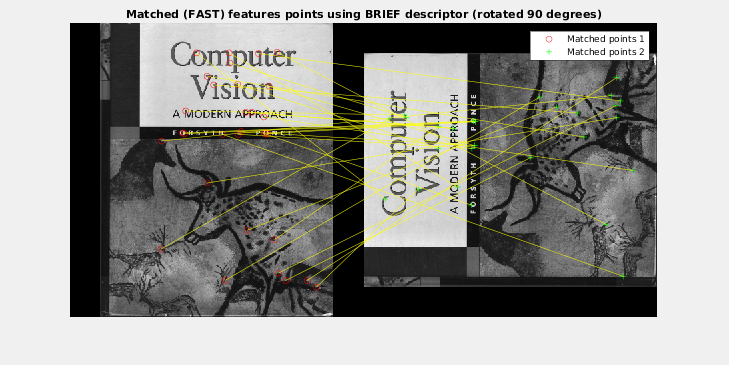 Matched (FAST) features points using BRIEF descriptor (rotated 90 degrees)
Matched points 1
Matched points 2
Computer
Vision
A MODERN APPROACH
FORSYTH PONCE
Computer
Vision
A MODERN APPROACH
FORSYTH PONCE